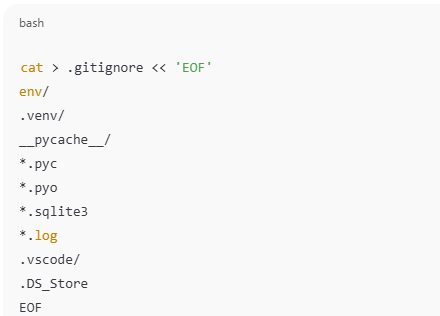 bash
cat > .gitignore << 'EOF'
env/
.venv/
__pycache__/
*.pyc
*.pyo
*.sqlite3
*.log
.vscode/
.DS_Store
EOF